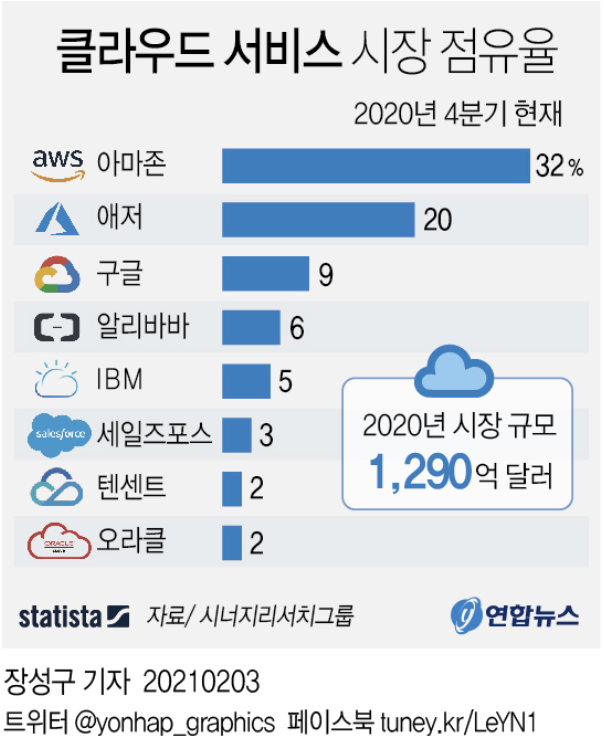 클라우드 서비스 시장 점유율
2020년 4분기 현재
aws 아마존 32%
애저 20
구글 9
알리바바 6
IBM 5
salesforce 세일즈포스 3
텐센트 2
ORACLE 오라클 2
2020년 시장 규모
1,290억 달러
statista 자료/ 시너지리서치그룹 연합뉴스
장성구 기자 20210203
트위터 @yonhap_graphics 페이스북 tuney.kr/LeYN1